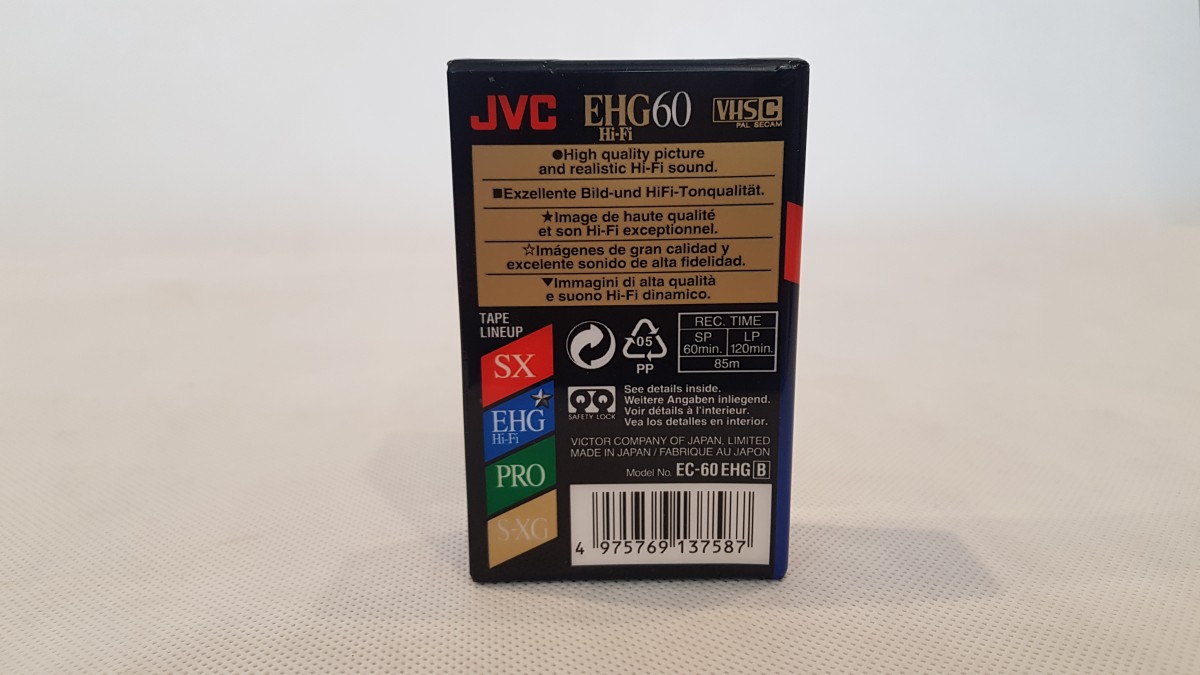 JVC EHG60 VHS C
Hi-Fi PAL SECAM
●High quality picture
and realistic Hi-Fi sound.
■Exzellente Bild-und HiFi-Tonqualität.
★Image de haute qualité
et son Hi-Fi exceptionnel.
☆Imágenes de gran calidad y
excelente sonido de alta fidelidad.
▼Immagini di alta qualità
e suono Hi-Fi dinamico.
TAPE
LINEUP
SX
EHG
Hi-Fi
PRO
S-XG
05
PP
REC. TIME
SP LP
60min. 120min.
85m
SAFETY LOCK
See details inside.
Weitere Angaben inliegend.
Voir détails à l'interieur.
Vea los detalles en interior.
VICTOR COMPANY OF JAPAN, LIMITED
MADE IN JAPAN / FABRIQUE AU JAPON
Model No. EC-60 EHG B
4 975769 137587